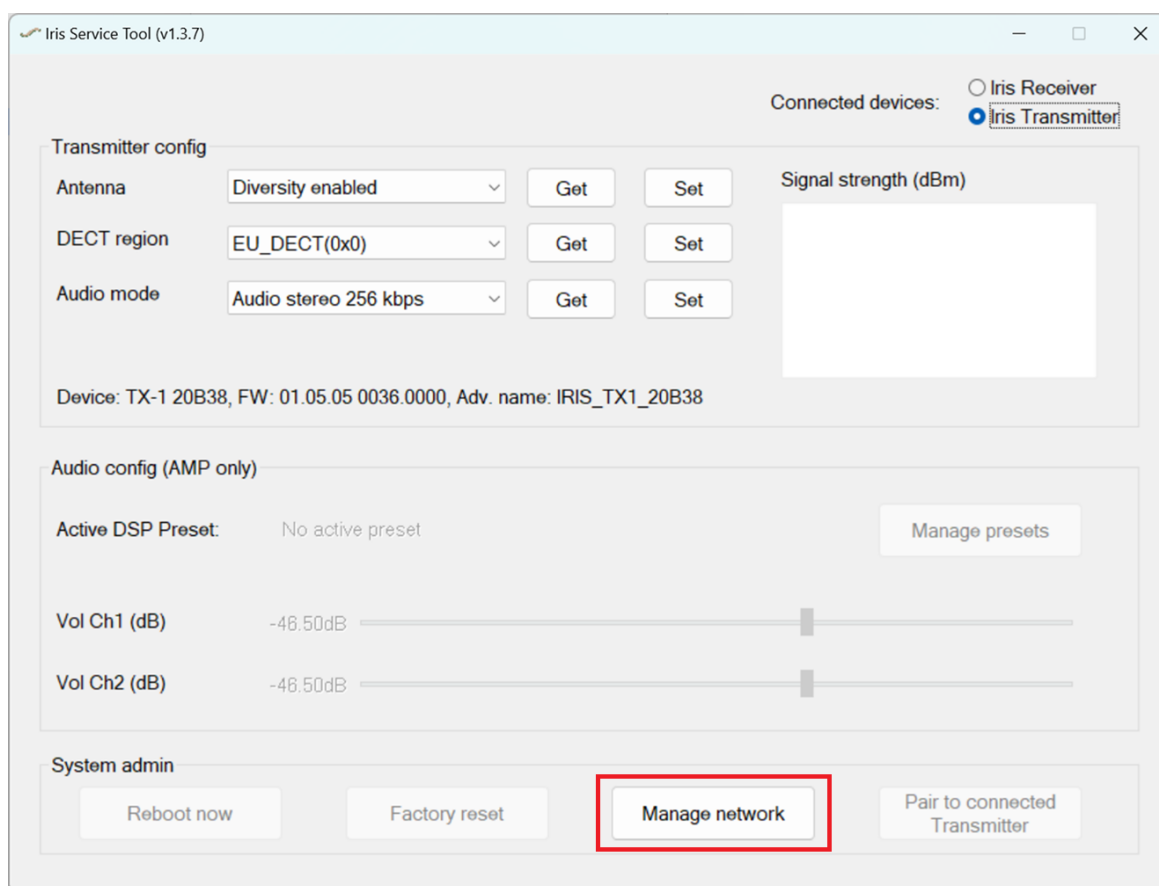 Iris Service Tool (v1.3.7)
Connected devices:
Iris Receiver
Iris Transmitter
Transmitter config
Antenna
Diversity enabled
Get
Set
Signal strength (dBm)
DECT region
EU_DECT(0x0)
Get
Set
Audio mode
Audio stereo 256 kbps
Get
Set
Device: TX-1 20B38, FW: 01.05.05 0036.0000, Adv. name: IRIS_TX1_20B38
Audio config (AMP only)
Active DSP Preset:
No active preset
Manage presets
Vol Ch1 (dB)
-46.50dB
Vol Ch2 (dB)
-46.50dB
System admin
Reboot now
Factory reset
Manage network
Pair to connected
Transmitter